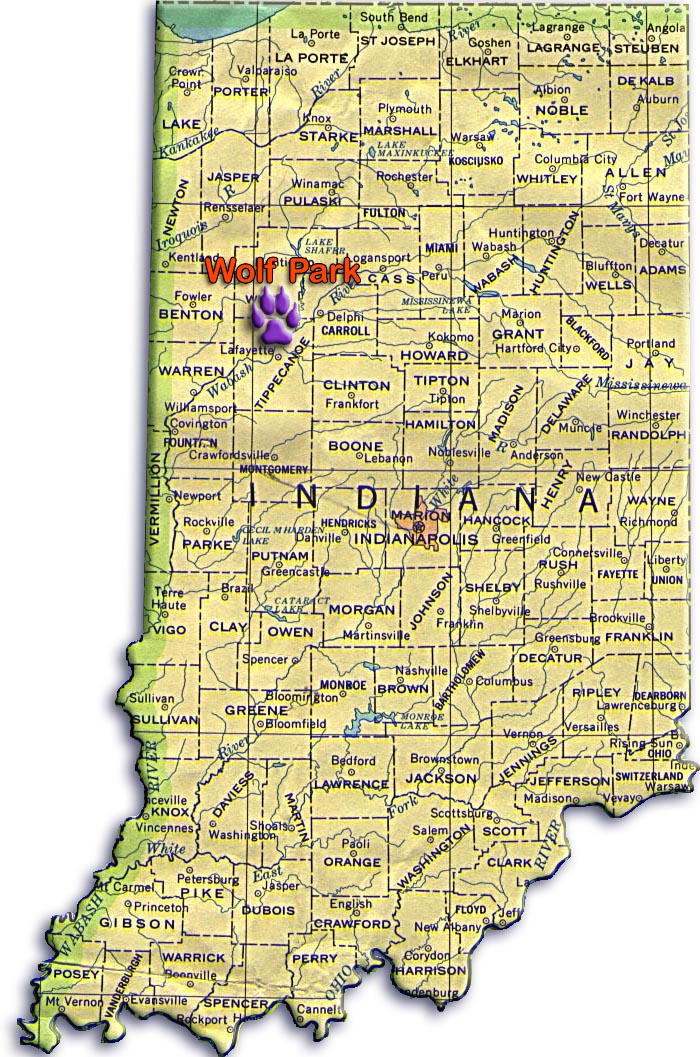 South Bend
River
La Porte
ST JOSEPH
Goshen
Lagrange
Angola
LAGRANGE
STEUBEN
LA PORTE
ELKHART
Crown
Point
Valparaiso
PORTER
River
DE KALB
Albion
NOBLE
Auburn
Plymouth
Knox
LAKE
STARKE
MARSHALL
Kankakee
LAKE
MAXINKUCKEE
Warsaw
KOSCIUSKO
Columbia City
ALLEN
JASPER
Winamac
Rochester
WHITLEY
NEWTON
R
PULASKI
Fort Wayne
Rensselaer
FULTON
St Marys
Iroquois
Huntington
LAKE
SHAFER
MIAMI
Wabash
HUNTINGTON
Decatur
Logansport
Wolf Park
CASS
Peru
WABASH
Bluffton
ADAMS
WELLS
Fowler
River
MISSISSINEWA
LAKE
BENTON
Delphi
CARROLL
Marion
GRANT
BLACKFORD
Kokomo
Hartford City
Portland
Lafayette
HOWARD
JAY
WARREN
Wabash
TIPPECANOE
CLINTON
TIPTON
Mississinewa
Frankfort
Tipton
MADISON
DELAWARE
Williamsport
Winchester
Covington
HAMILTON
Muncie
RANDOLPH
FOUNTAIN
BOONE
R
Crawfordsville
Lebanon
Noblesville
Anderson
MONTGOMERY
HENRY
New Castle
VERMILLION
Newport
INDIANA
White
WAYNE
Rockville
CECIL M HARDEN
LAKE
HENDRICKS
MARION
HANCOCK
Richmond
PARKE
Danville
INDIANAPOLIS
Greenfield
PUTNAM
Connersville
Greencastle
RUSH
FAYETTE
Liberty
UNION
Terre
Haute
Brazil
SHELBY
Rushville
CATARACT
LAKE
MORGAN
JOHNSON
Shelbyville
VIGO
CLAY
OWEN
Franklin
Brookville
Martinsville
Greensburg
FRANKLIN
Spencer
DECATUR
Nashville
BARTHOLOMEW
MONROE
BROWN
Columbus
Sullivan
Bloomington
RIPLEY
DEARBORN
Lawrenceburg
SULLIVAN
GREENE
Bloomfield
MONROE
LAKE
Versailles
Vernon
RIVER
River
Rising Sun
OHIO
Bedford
Brownstown
JENNINGS
LAWRENCE
JACKSON
JEFFERSON
SWITZERLAND
DAVIESS
MARTIN
Madison
Vevay
Warsaw
KNOX
Fork
Scottsburg
Vincennes
Shoals
Washington
Salem
SCOTT
White
Paoli
WASHINGTON
RIVER
ORANGE
CLARK
Petersburg
East
Mt Carmel
PIKE
Jasper
Princeton
DUBOIS
English
FLOYD
GIBSON
CRAWFORD
New Albany
WABASH
WARRICK
PERRY
Corydon
POSEY
VANDERBURGH
Boonville
OHIO
HARRISON
Mt Vernon
Evansville
SPENCER
Cannelt
Rockport